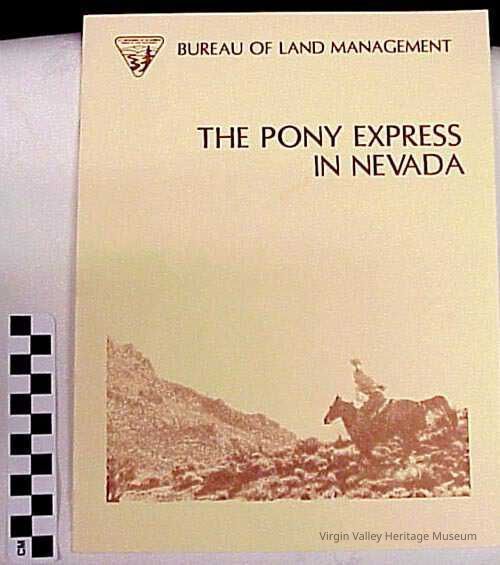 BUREAU OF LAND MANAGEMENT
THE PONY EXPRESS
IN NEVADA
CM
Virgin Valley Heritage Museum